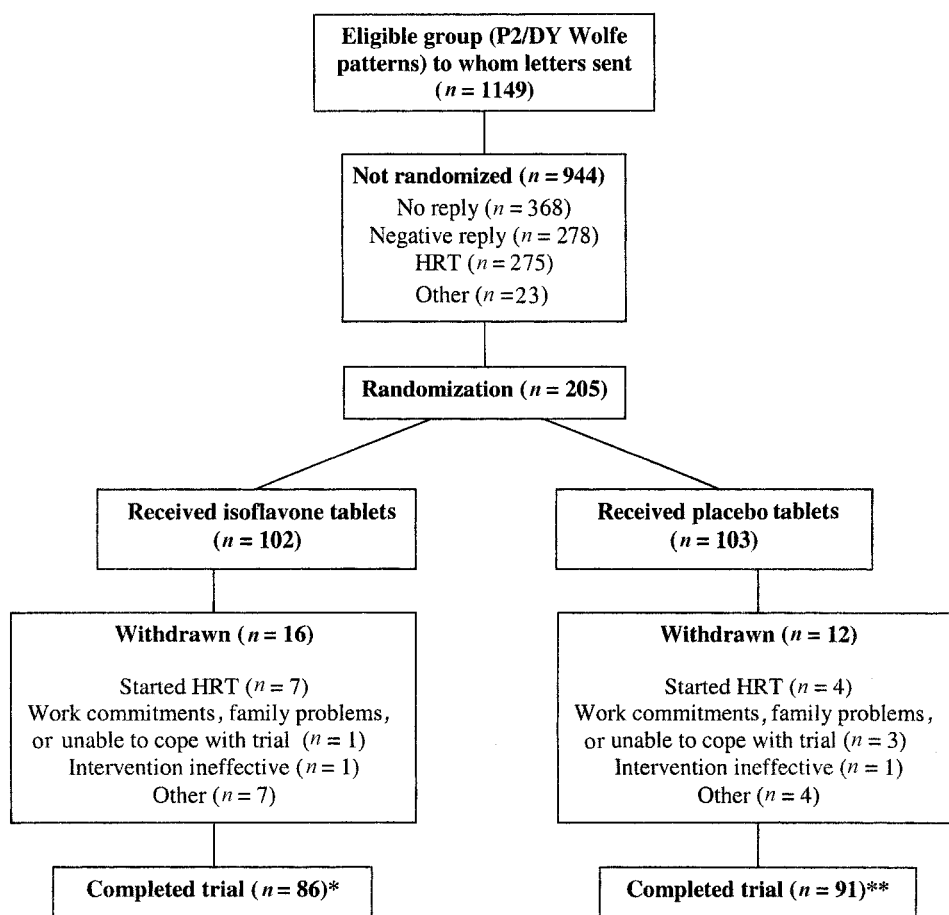 Eligible group (P2/DY Wolfe
patterns) to whom letters sent
(n = 1149)
Not randomized (n = 944)
No reply (n = 368)
Negative reply (n = 278)
HRT (n = 275)
Other (n =23)
Randomization (n = 205)
Received isoflavone tablets
(n = 102)
Received placebo tablets
(n = 103)
Withdrawn (n = 16)
Started HRT (n = 7)
Work commitments, family problems,
or unable to cope with trial (n = 1)
Intervention ineffective (n = 1)
Other (n = 7)
Withdrawn (n = 12)
Started HRT (n = 4)
Work commitments, family problems,
or unable to cope with trial (n = 3)
Intervention ineffective (n = 1)
Other (n = 4)
Completed trial (n = 86)*
Completed trial (n = 91)**